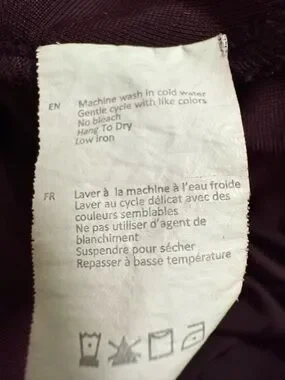 EN
Machine wash in cold water
Gentle cycle with like colors
No bleach
Hang To Dry
Low Iron
FR
Laver à la machine à l'eau froide
Laver au cycle délicat avec des
couleurs semblables
Ne pas utiliser d'agent de
blanchiment
Suspendre pour sécher
Repasser à basse température